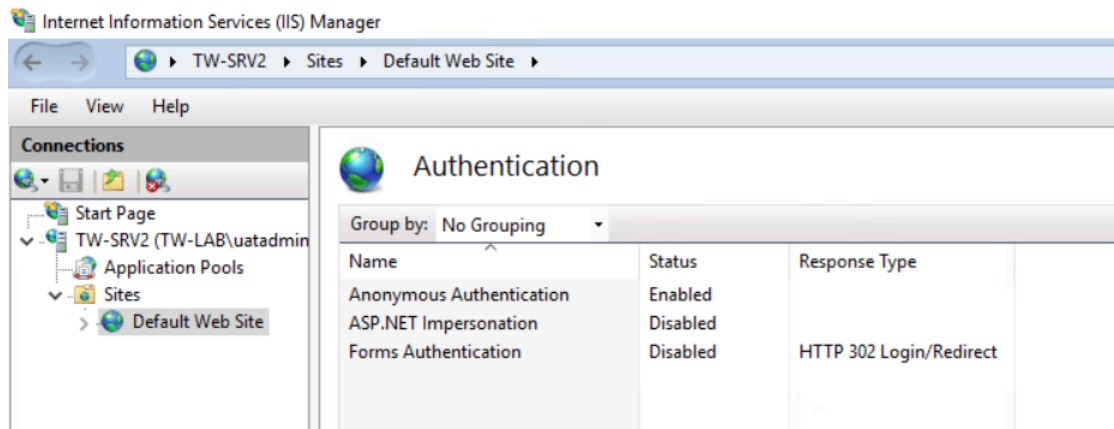 Internet Information Services (IIS) Manager
TW-SRV2 Sites Default Web Site
File View Help
Connections
Start Page
TW-SRV2 (TW-LAB\uatadmin
Application Pools
Sites
Default Web Site
Authentication
Group by: No Grouping
Name Status Response Type
Anonymous Authentication Enabled
ASP.NET Impersonation Disabled
Forms Authentication Disabled HTTP 302 Login/Redirect